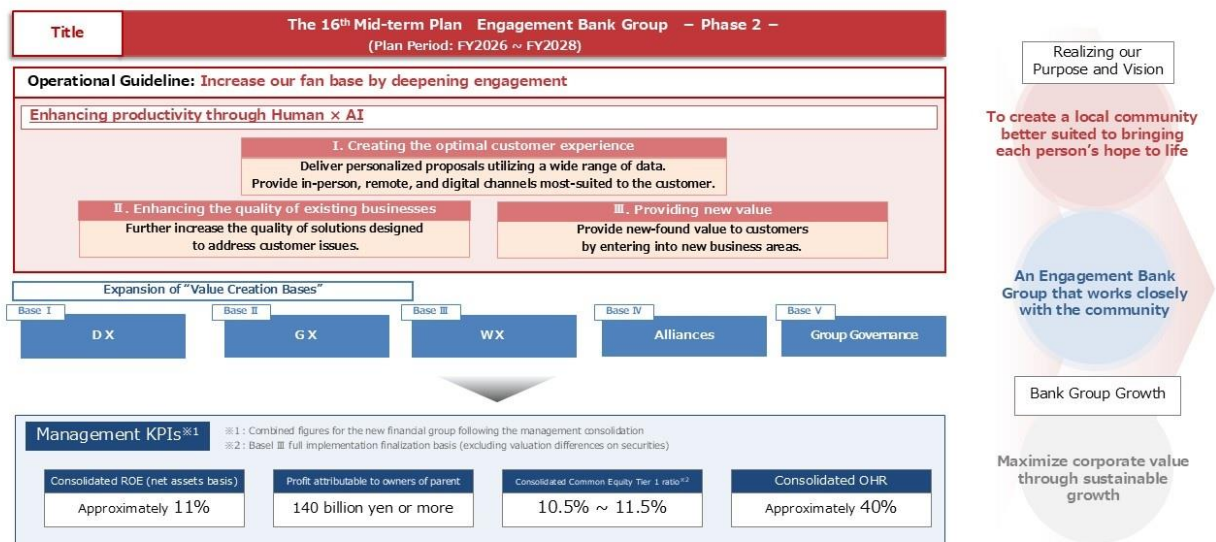 Title
The 16th Mid-term Plan Engagement Bank Group － Phase 2 －
(Plan Period: FY2026 ~ FY2028)
Operational Guideline: Increase our fan base by deepening engagement
Enhancing productivity through Human × AI
Ⅰ. Creating the optimal customer experience
Deliver personalized proposals utilizing a wide range of data.
Provide in-person, remote, and digital channels most-suited to the customer.
Ⅱ. Enhancing the quality of existing businesses
Further increase the quality of solutions designed
to address customer issues.
Ⅲ. Providing new value
Provide new-found value to customers
by entering into new business areas.
Expansion of “Value Creation Bases”
Base Ⅰ
DX
Base Ⅱ
GX
Base Ⅲ
WX
Base Ⅳ
Alliances
Base Ⅴ
Group Governance
Management KPIs※1
※1 : Combined figures for the new financial group following the management consolidation
※2 : Basel Ⅲ full implementation finalization basis (excluding valuation differences on securities)
Consolidated ROE (net assets basis)
Approximately 11%
Profit attributable to owners of parent
140 billion yen or more
Consolidated Common Equity Tier 1 ratio※2
10.5% ~ 11.5%
Consolidated OHR
Approximately 40%
Realizing our
Purpose and Vision
To create a local community
better suited to bringing
each person’s hope to life
An Engagement Bank
Group that works closely
with the community
Bank Group Growth
Maximize corporate value
through sustainable
growth